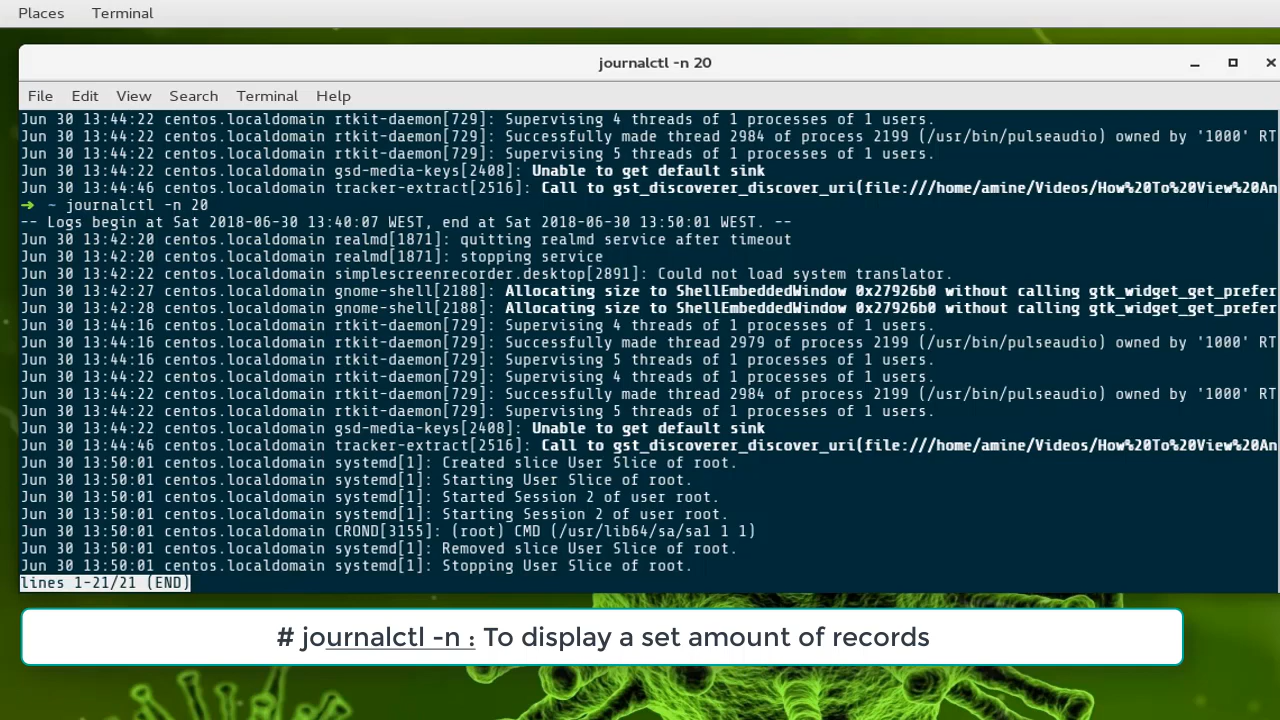 Places Terminal
journalctl -n 20
File Edit View Search Terminal Help
Jun 30 13:44:22 centos.localdomain rtkit-daemon[729]: Supervising 4 threads of 1 processes of 1 users.
Jun 30 13:44:22 centos.localdomain rtkit-daemon[729]: Successfully made thread 2984 of process 2199 (/usr/bin/pulseaudio) owned by '1000' RT
Jun 30 13:44:22 centos.localdomain rtkit-daemon[729]: Supervising 5 threads of 1 processes of 1 users.
Jun 30 13:44:22 centos.localdomain gsd-media-keys[2408]: Unable to get default sink
Jun 30 13:44:46 centos.localdomain tracker-extract[2516]: Call to gst_discoverer_discover_uri(file:///home/amine/Videos/How%20To%20View%20An
➜ ~ journalctl -n 20
-- Logs begin at Sat 2018-06-30 13:40:07 WEST, end at Sat 2018-06-30 13:50:01 WEST. --
Jun 30 13:42:20 centos.localdomain realmd[1871]: quitting realmd service after timeout
Jun 30 13:42:20 centos.localdomain realmd[1871]: stopping service
Jun 30 13:42:22 centos.localdomain simplescreenrecorder.desktop[2891]: Could not load system translator.
Jun 30 13:42:27 centos.localdomain gnome-shell[2188]: Allocating size to ShellEmbeddedWindow 0x27926b0 without calling gtk_widget_get_prefer
Jun 30 13:42:28 centos.localdomain gnome-shell[2188]: Allocating size to ShellEmbeddedWindow 0x27926b0 without calling gtk_widget_get_prefer
Jun 30 13:44:16 centos.localdomain rtkit-daemon[729]: Supervising 4 threads of 1 processes of 1 users.
Jun 30 13:44:16 centos.localdomain rtkit-daemon[729]: Successfully made thread 2979 of process 2199 (/usr/bin/pulseaudio) owned by '1000' RT
Jun 30 13:44:16 centos.localdomain rtkit-daemon[729]: Supervising 5 threads of 1 processes of 1 users.
Jun 30 13:44:22 centos.localdomain rtkit-daemon[729]: Supervising 4 threads of 1 processes of 1 users.
Jun 30 13:44:22 centos.localdomain rtkit-daemon[729]: Successfully made thread 2984 of process 2199 (/usr/bin/pulseaudio) owned by '1000' RT
Jun 30 13:44:22 centos.localdomain rtkit-daemon[729]: Supervising 5 threads of 1 processes of 1 users.
Jun 30 13:44:22 centos.localdomain gsd-media-keys[2408]: Unable to get default sink
Jun 30 13:44:46 centos.localdomain tracker-extract[2516]: Call to gst_discoverer_discover_uri(file:///home/amine/Videos/How%20To%20View%20An
Jun 30 13:50:01 centos.localdomain systemd[1]: Created slice User Slice of root.
Jun 30 13:50:01 centos.localdomain systemd[1]: Starting User Slice of root.
Jun 30 13:50:01 centos.localdomain systemd[1]: Started Session 2 of user root.
Jun 30 13:50:01 centos.localdomain systemd[1]: Starting Session 2 of user root.
Jun 30 13:50:01 centos.localdomain CROND[3155]: (root) CMD (/usr/lib64/sa/sa1 1 1)
Jun 30 13:50:01 centos.localdomain systemd[1]: Removed slice User Slice of root.
Jun 30 13:50:01 centos.localdomain systemd[1]: Stopping User Slice of root.
lines 1-21/21 (END)
# journalctl -n : To display a set amount of records